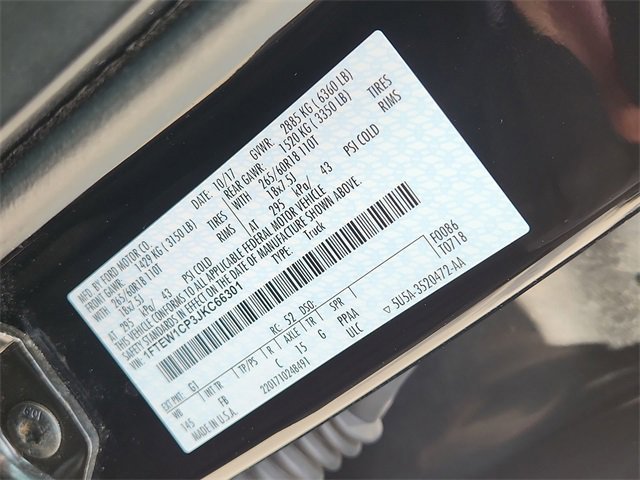 MFD. BY FORD MOTOR CO.
DATE: 10/17 GVWR: 2885 KG ( 6360 LB)
FRONT GAWR: 1429 KG ( 3150 LB) REAR GAWR: 1520 KG ( 3350 LB)
265/60R18 110T WITH 265/60R18 110T TIRES
18x7.5J RIMS 18x7.5J RIMS
AT 295 kPa/ 43 PSI COLD AT 295 kPa/ 43 PSI COLD
THIS VEHICLE CONFORMS TO ALL APPLICABLE FEDERAL MOTOR VEHICLE
SAFETY STANDARDS IN EFFECT ON THE DATE OF MANUFACTURE SHOWN ABOVE.
VIN: 1FTEW1CP3JKC66301 TYPE: Truck
F0086
T0718
EXT PNT: G1 RC: 52 DSO:
WB INT TR TP/PS R AXLE TR SPR
145 FB C 15 G PPAA
MADE IN U.S.A. 220171024B491 ULC
▽ 5U5A-3520472-AA